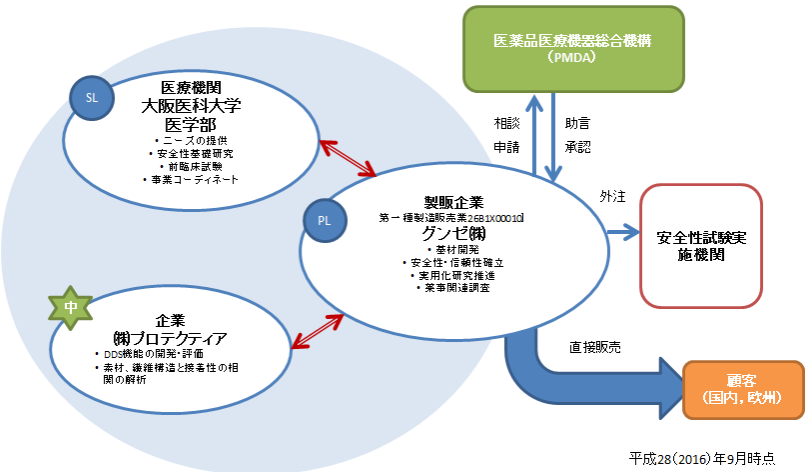 医薬品医療機器総合機構
（PMDA）
SL
医療機関
大阪医科大学
医学部
• ニーズの提供
• 安全性基礎研究
• 前臨床試験
• 事業コーディネート
相談
申請
助言
承認
PL
製販企業
第一種製造販売業26B1X00010
グンゼ㈱
• 基材開発
• 安全性・信頼性確立
• 実用化研究推進
• 薬事関連調査
外注
安全性試験実
施機関
中
企業
㈱プロテクティア
• DDS機能の開発・評価
• 素材、繊維構造と接着性の相
関の解析
直接販売
顧客
（国内，欧州）
平成28（2016）年9月時点